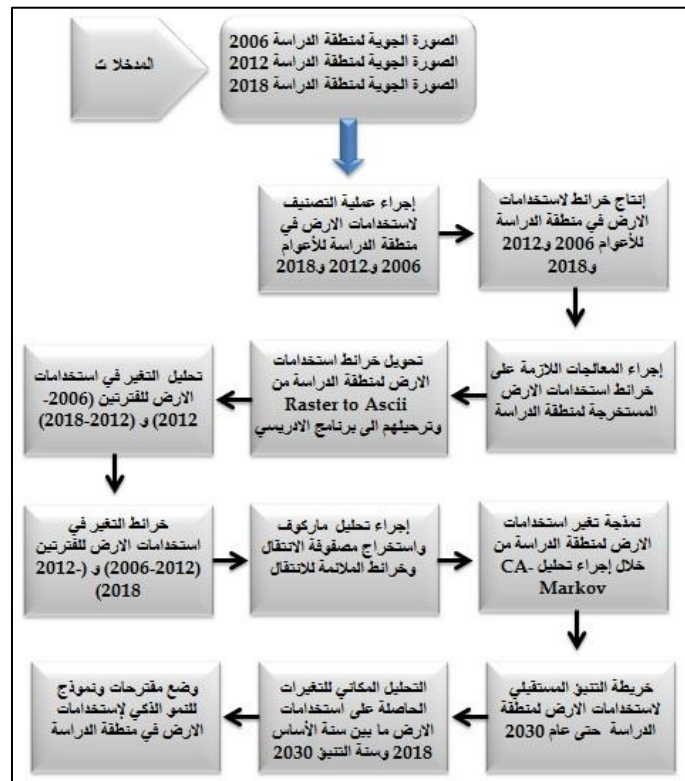 المدخلات
الصورة الجوية لمنطقة الدراسة 2006
الصورة الجوية لمنطقة الدراسة 2012
الصورة الجوية لمنطقة الدراسة 2018
إجراء عملية التصنيف
لاستخدامات الارض في
منطقة الدراسة للأعوام
2006 و2012 و2018
إنتاج خرائط لاستخدامات
الارض في منطقة الدراسة
للأعوام 2006 و2012
و2018
إجراء المعالجات اللازمة على
خرائط استخدامات الارض
المستخرجة لمنطقة الدراسة
تحويل خرائط استخدامات
الارض لمنطقة الدراسة من
Raster to Ascii
وترحيلهم الى برنامج الادريسي
تحليل التغير في استخدامات
الارض للفترتين (2006-
2012) و (2012-2018)
خرائط التغير في
استخدامات الارض للفترتين
(2006-2012) و (2012-
2018)
إجراء تحليل ماركوف
واستخراج مصفوفة الانتقال
وخرائط الملائمة للانتقال
نمذجة تغير استخدامات
الارض لمنطقة الدراسة من
خلال إجراء تحليل CA-
Markov
خريطة التنبؤ المستقبلي
لاستخدامات الارض لمنطقة
الدراسة حتى عام 2030
التحليل المكاني للتغيرات
الحاصلة على استخدامات
الارض ما بين سنة الأساس
2018 وسنة التنبؤ 2030
وضع مقترحات ونموذج
للنمو الذكي لإستخدامات
الارض في منطقة الدراسة